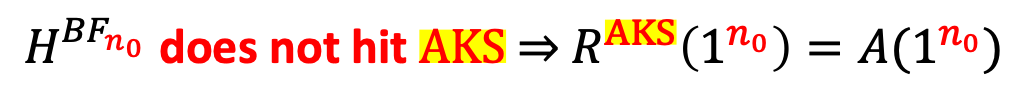 H^{BF_{n_0}} does not hit AKS ⇒ R^{AKS}(1^{n_0}) = A(1^{n_0})